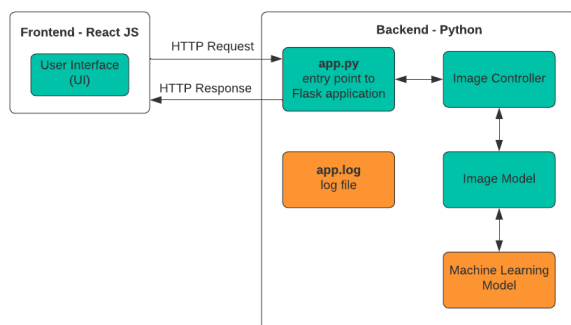 Frontend - React JS
User Interface
(UI)
HTTP Request
HTTP Response
Backend - Python
app.py
entry point to
Flask application
Image Controller
app.log
log file
Image Model
Machine Learning
Model